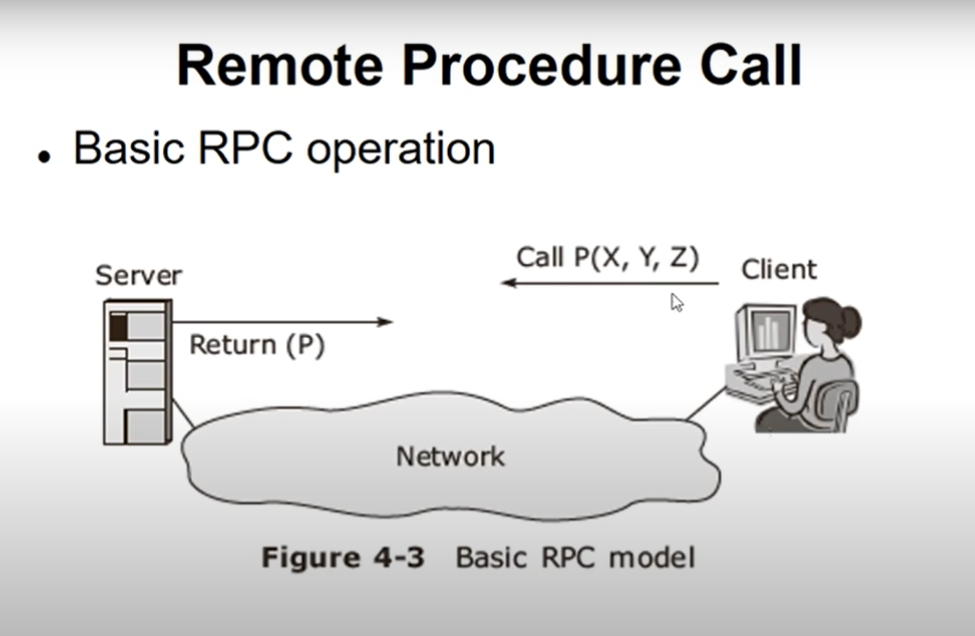 Remote Procedure Call
• Basic RPC operation
Call P(X, Y, Z)
Client
Server
Return (P)
Network
Figure 4-3 Basic RPC model